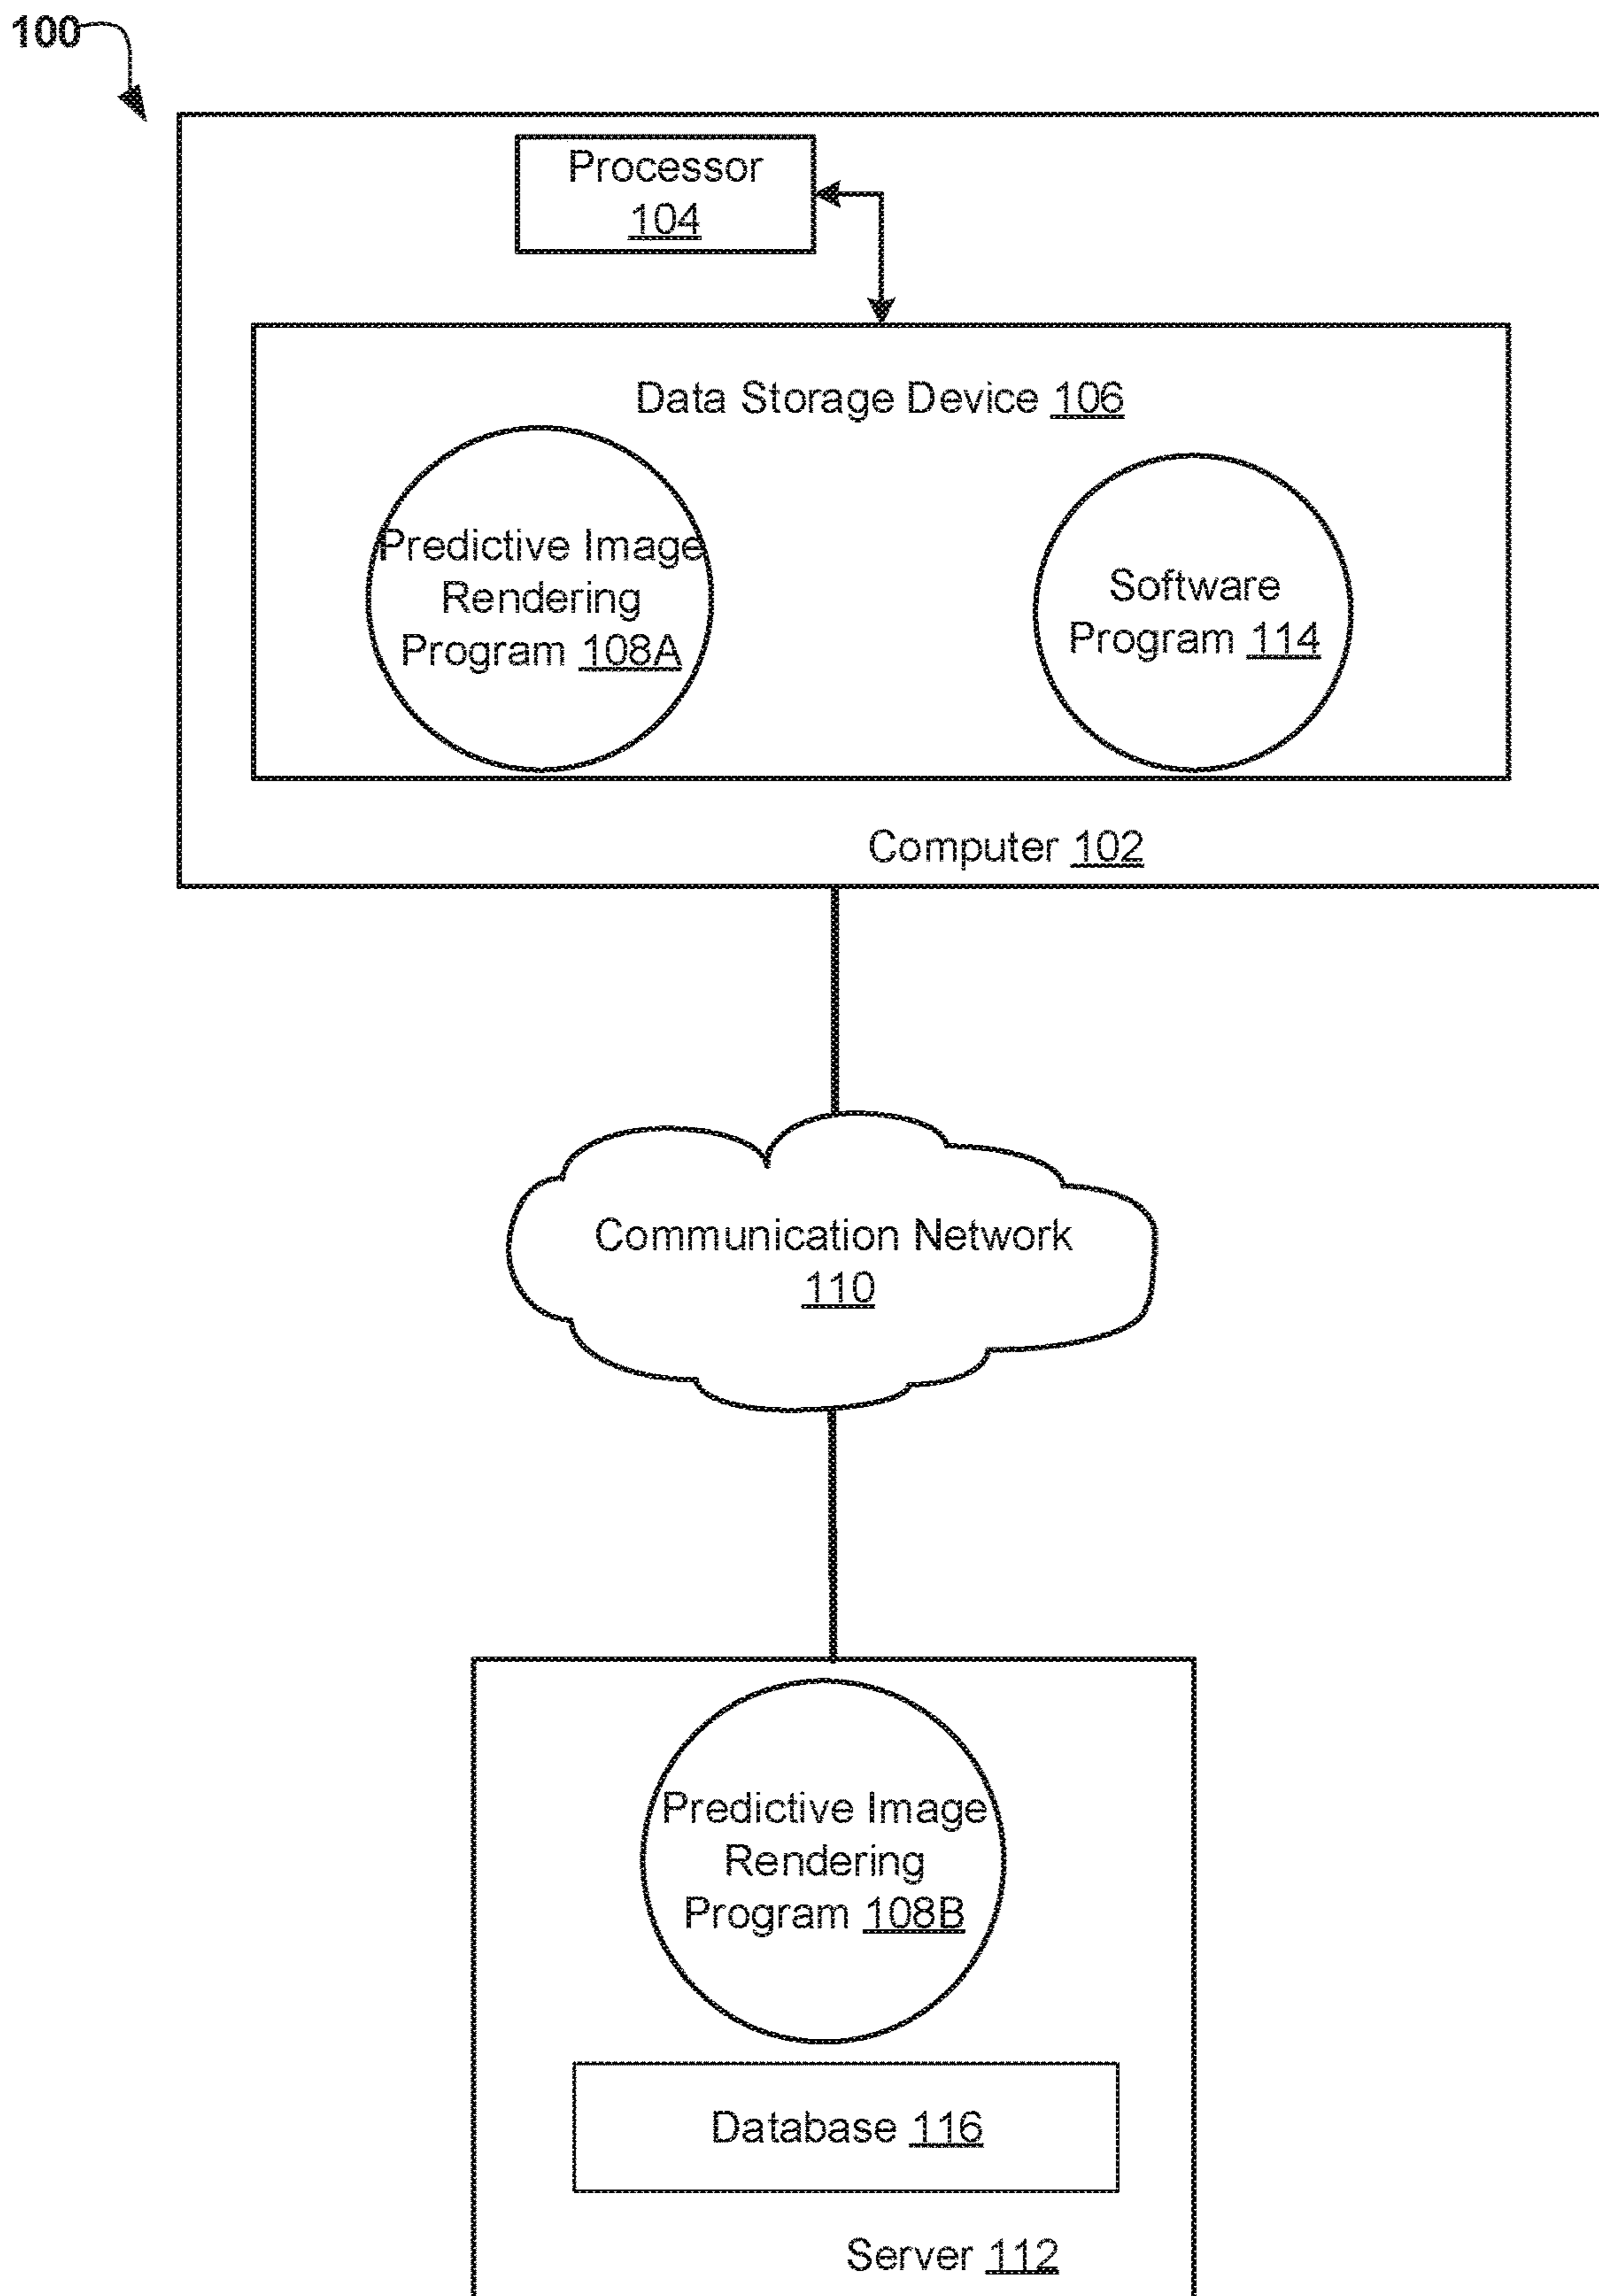 100
Processor
104
Data Storage Device 106
Predictive Image
Rendering
Program 108A
Software
Program 114
Computer 102
Communication Network
110
Predictive Image
Rendering
Program 108B
Database 116
Server 112